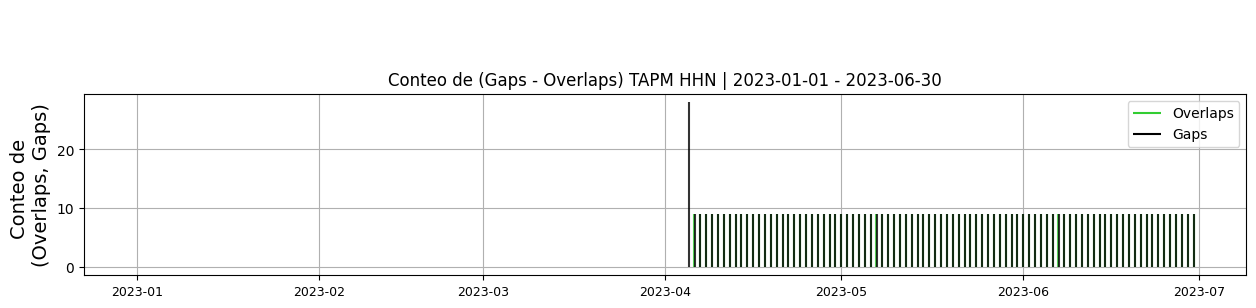 Conteo de (Gaps - Overlaps) TAPM HHN | 2023-01-01 - 2023-06-30
Conteo de
(Overlaps, Gaps)
20
10
0
Overlaps
Gaps
2023-01
2023-02
2023-03
2023-04
2023-05
2023-06
2023-07